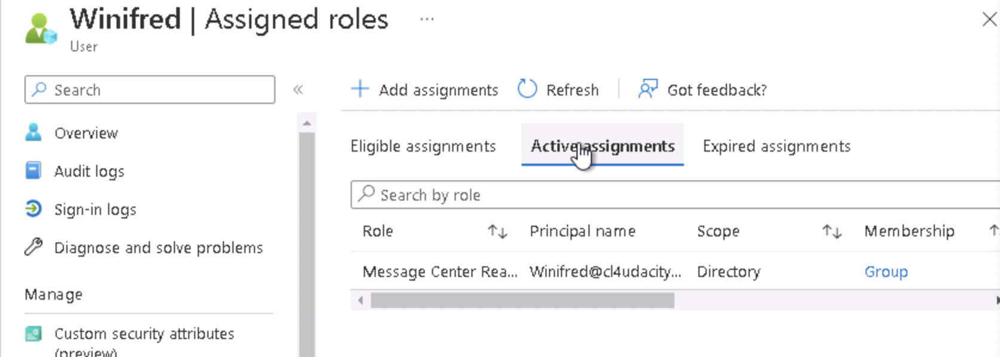 Winifred | Assigned roles ...
User
Search
Overview
Audit logs
Sign-in logs
Diagnose and solve problems
Manage
Custom security attributes
(preview)
Add assignments Refresh Got feedback?
Eligible assignments Active assignments Expired assignments
Search by role
Role Principal name Scope Membership
Message Center Rea... Winifred@cl4udacity... Directory Group